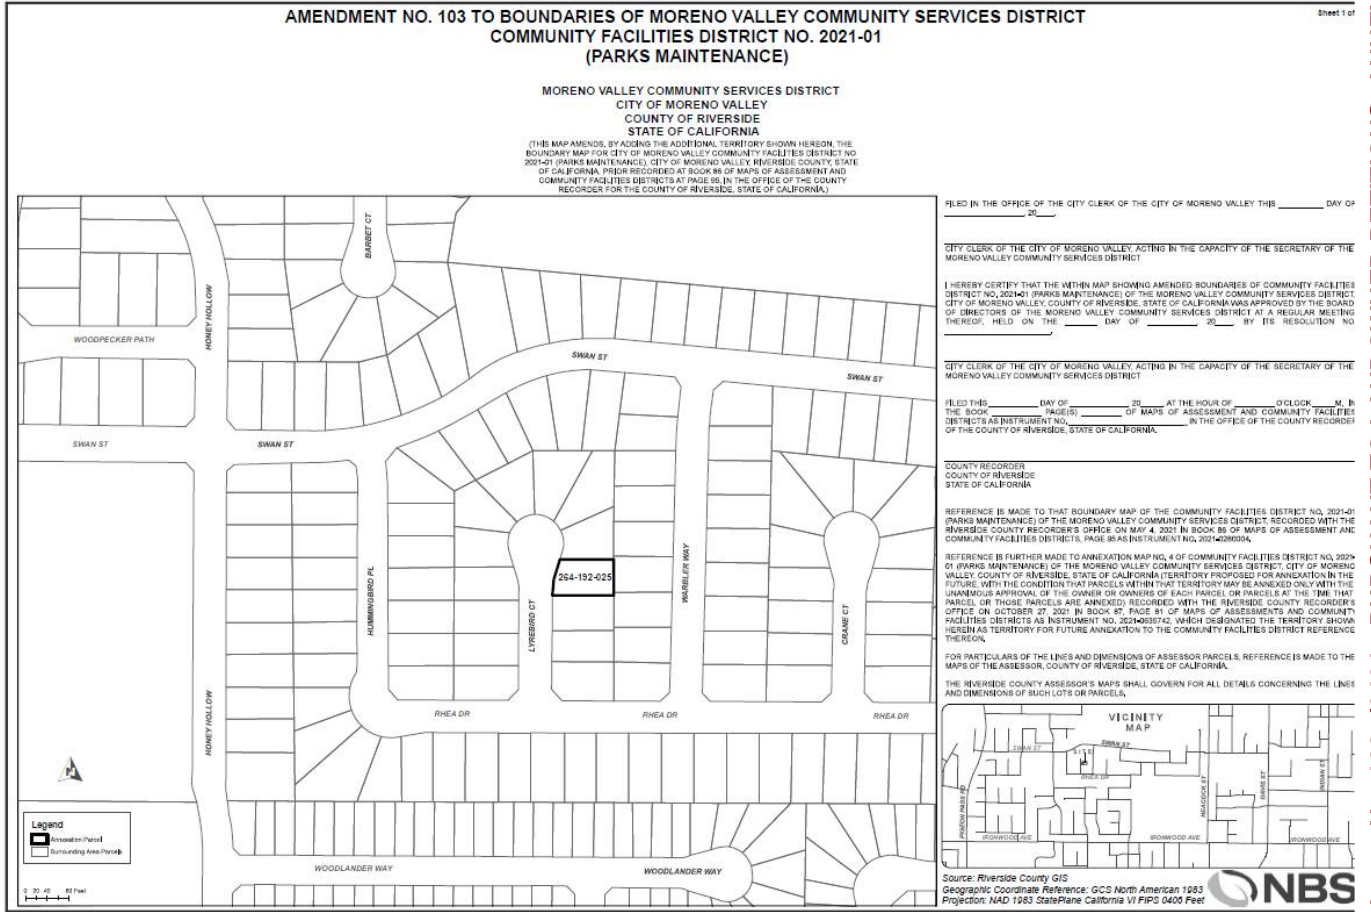 AMENDMENT NO. 103 TO BOUNDARIES OF MORENO VALLEY COMMUNITY SERVICES DISTRICT
COMMUNITY FACILITIES DISTRICT NO. 2021-01
(PARKS MAINTENANCE)
Sheet 1 of
MORENO VALLEY COMMUNITY SERVICES DISTRICT
CITY OF MORENO VALLEY
COUNTY OF RIVERSIDE
STATE OF CALIFORNIA
(THIS MAP AMENDS, BY ADDING THE ADDITIONAL TERRITORY SHOWN HEREON, THE
BOUNDARY MAP FOR CITY OF MORENO VALLEY COMMUNITY FACILITIES DISTRICT NO
2021-01 (PARKS MAINTENANCE), CITY OF MORENO VALLEY, RIVERSIDE COUNTY, STATE
OF CALIFORNIA, PRIOR RECORDED AT BOOK 86 OF MAPS OF ASSESSMENT AND
COMMUNITY FACILITIES DISTRICTS AT PAGE 95, IN THE OFFICE OF THE COUNTY
RECORDER FOR THE COUNTY OF RIVERSIDE, STATE OF CALIFORNIA.)
BARBET CT
HONEY HOLLOW
WOODPECKER PATH
SWAN ST
SWAN ST
SWAN ST
SWAN ST
264-192-025
HUMMINGBIRD PL
LYREBIRD CT
WARBLER WAY
CRANE CT
RHEA DR
RHEA DR
RHEA DR
HONEY HOLLOW
WOODLANDER WAY
WOODLANDER WAY
Legend
Annexation Parcel
Surrounding Area Parcels
0 20 40 80 Feet
FILED IN THE OFFICE OF THE CITY CLERK OF THE CITY OF MORENO VALLEY THIS ________ DAY OF
______________, 20___.
CITY CLERK OF THE CITY OF MORENO VALLEY, ACTING IN THE CAPACITY OF THE SECRETARY OF THE
MORENO VALLEY COMMUNITY SERVICES DISTRICT
I HEREBY CERTIFY THAT THE WITHIN MAP SHOWING AMENDED BOUNDARIES OF COMMUNITY FACILITIES
DISTRICT NO. 2021-01 (PARKS MAINTENANCE) OF THE MORENO VALLEY COMMUNITY SERVICES DISTRICT,
CITY OF MORENO VALLEY, COUNTY OF RIVERSIDE, STATE OF CALIFORNIA WAS APPROVED BY THE BOARD
OF DIRECTORS OF THE MORENO VALLEY COMMUNITY SERVICES DISTRICT AT A REGULAR MEETING
THEREOF, HELD ON THE ______ DAY OF _________, 20___ BY ITS RESOLUTION NO.
___________________.
CITY CLERK OF THE CITY OF MORENO VALLEY, ACTING IN THE CAPACITY OF THE SECRETARY OF THE
MORENO VALLEY COMMUNITY SERVICES DISTRICT
FILED THIS _________ DAY OF __________, 20____ AT THE HOUR OF ________ O'CLOCK ____M, IN
THE BOOK ________ PAGE(S) _______ OF MAPS OF ASSESSMENT AND COMMUNITY FACILITIES
DISTRICTS AS INSTRUMENT NO. ____________________, IN THE OFFICE OF THE COUNTY RECORDER
OF THE COUNTY OF RIVERSIDE, STATE OF CALIFORNIA.
COUNTY RECORDER
COUNTY OF RIVERSIDE
STATE OF CALIFORNIA
REFERENCE IS MADE TO THAT BOUNDARY MAP OF THE COMMUNITY FACILITIES DISTRICT NO. 2021-01
(PARKS MAINTENANCE) OF THE MORENO VALLEY COMMUNITY SERVICES DISTRICT, RECORDED WITH THE
RIVERSIDE COUNTY RECORDER'S OFFICE ON MAY 4, 2021 IN BOOK 86 OF MAPS OF ASSESSMENT AND
COMMUNITY FACILITIES DISTRICTS, PAGE 95 AS INSTRUMENT NO.
REFERENCE IS FURTHER MADE TO ANNEXATION MAP NO. 4 OF COMMUNITY FACILITIES DISTRICT NO. 2021-
01 (PARKS MAINTENANCE) OF THE MORENO VALLEY COMMUNITY SERVICES DISTRICT, CITY OF MORENO
VALLEY, COUNTY OF RIVERSIDE, STATE OF CALIFORNIA (TERRITORY PROPOSED FOR ANNEXATION IN THE
FUTURE, WITH THE CONDITION THAT PARCELS WITHIN THAT TERRITORY MAY BE ANNEXED ONLY WITH THE
UNANIMOUS APPROVAL OF THE OWNER OR OWNERS OF EACH PARCEL OR PARCELS AT THE TIME THAT
PARCEL OR THOSE PARCELS ARE ANNEXED) RECORDED WITH THE RIVERSIDE COUNTY RECORDER'S
OFFICE ON OCTOBER 27, 2021 IN BOOK 87, PAGE 81 OF MAPS OF ASSESSMENTS AND COMMUNITY
FACILITIES DISTRICTS AS INSTRUMENT NO. WHICH DESIGNATED THE TERRITORY SHOWN
HEREIN AS TERRITORY FOR FUTURE ANNEXATION TO THE COMMUNITY FACILITIES DISTRICT REFERENCE
THEREON.
FOR PARTICULARS OF THE LINES AND DIMENSIONS OF ASSESSOR PARCELS, REFERENCE IS MADE TO THE
MAPS OF THE ASSESSOR, COUNTY OF RIVERSIDE, STATE OF CALIFORNIA.
THE RIVERSIDE COUNTY ASSESSOR'S MAPS SHALL GOVERN FOR ALL DETAILS CONCERNING THE LINES
AND DIMENSIONS OF SUCH LOTS OR PARCELS.
VICINITY
MAP
SWAN ST
SWAN ST
SITE
RHEA DR
HEACOCK ST
DAVIS ST
INDIAN ST
IRONWOOD AVE
IRONWOOD AVE
IRONWOOD AVE
Source: Riverside County GIS
Geographic Coordinate Reference: GCS North American 1983
Projection: NAD 1983 StatePlane California VI FIPS 0406 Feet
NBS